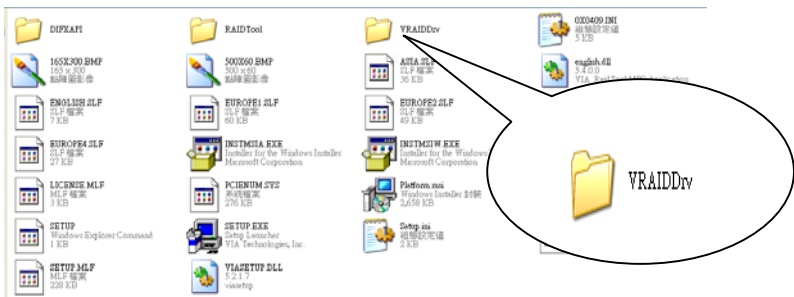 DIFXAPI
RAIDTool
VRAIDDrv
0X0409.INI
組態設定值
5 KB
165X300.BMP
165 x 300
點陣圖影像
500X60.BMP
500 x 60
點陣圖影像
ASIA.SLF
SLF 檔案
36 KB
english.dll
5.4.0.0
VIA
ENGLISH.SLF
SLF 檔案
7 KB
EUROPE1.SLF
SLF 檔案
60 KB
EUROPE2.SLF
SLF 檔案
49 KB
EUROPE4.SLF
SLF 檔案
27 KB
INSTMSIA.EXE
Installer for the Windows Installer
Microsoft Corporation
INSTMSIW.EXE
Installer for the Windows
Microsoft Corporation
VRAIDDrv
LICENSE.MLF
MLF 檔案
3 KB
PCIENUM.SYS
系統檔案
276 KB
Platform.msi
Windows Installer 封裝
2,658 KB
SETUP
Windows Explorer Command
1 KB
SETUP.EXE
Setup Launcher
VIA Technologies, Inc.
Setup.ini
組態設定值
2 KB
SETUP.MLF
MLF 檔案
228 KB
VIASETUP.DLL
5.2.1.7
viasetup